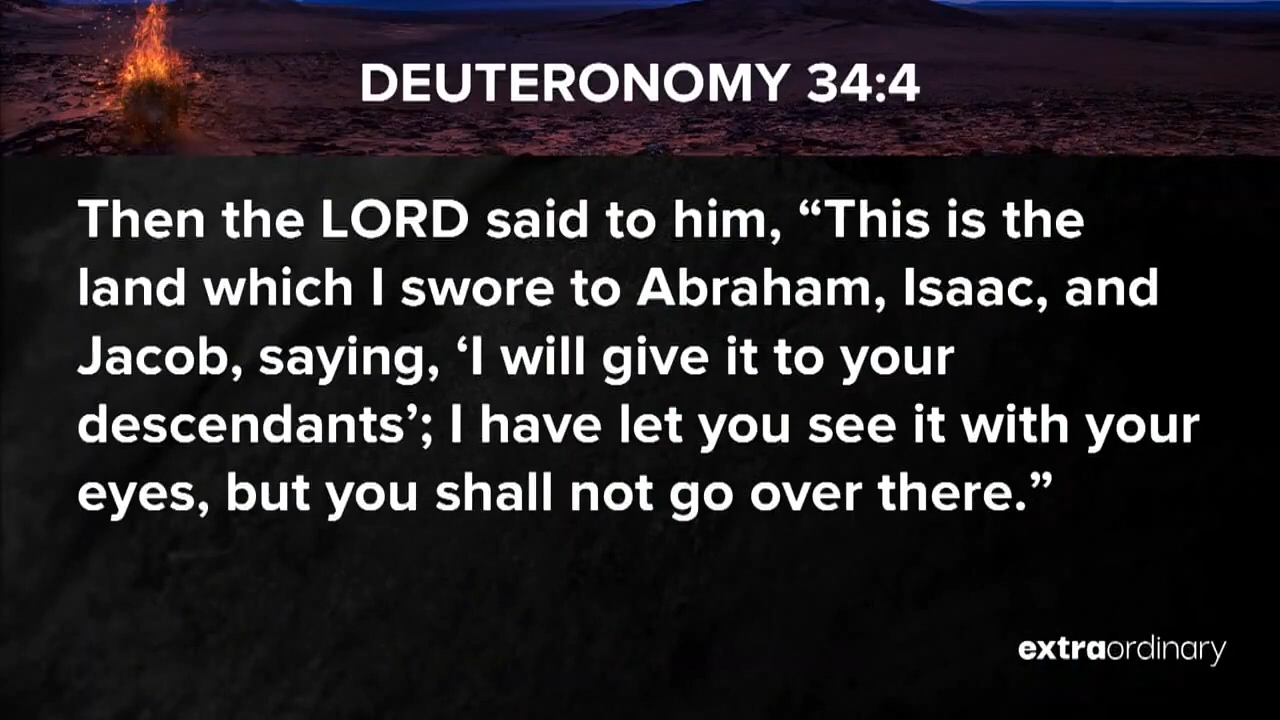 DEUTERONOMY 34:4
Then the LORD said to him, “This is the
land which I swore to Abraham, Isaac, and
Jacob, saying, ‘I will give it to your
descendants’; I have let you see it with your
eyes, but you shall not go over there.”
extraordinary